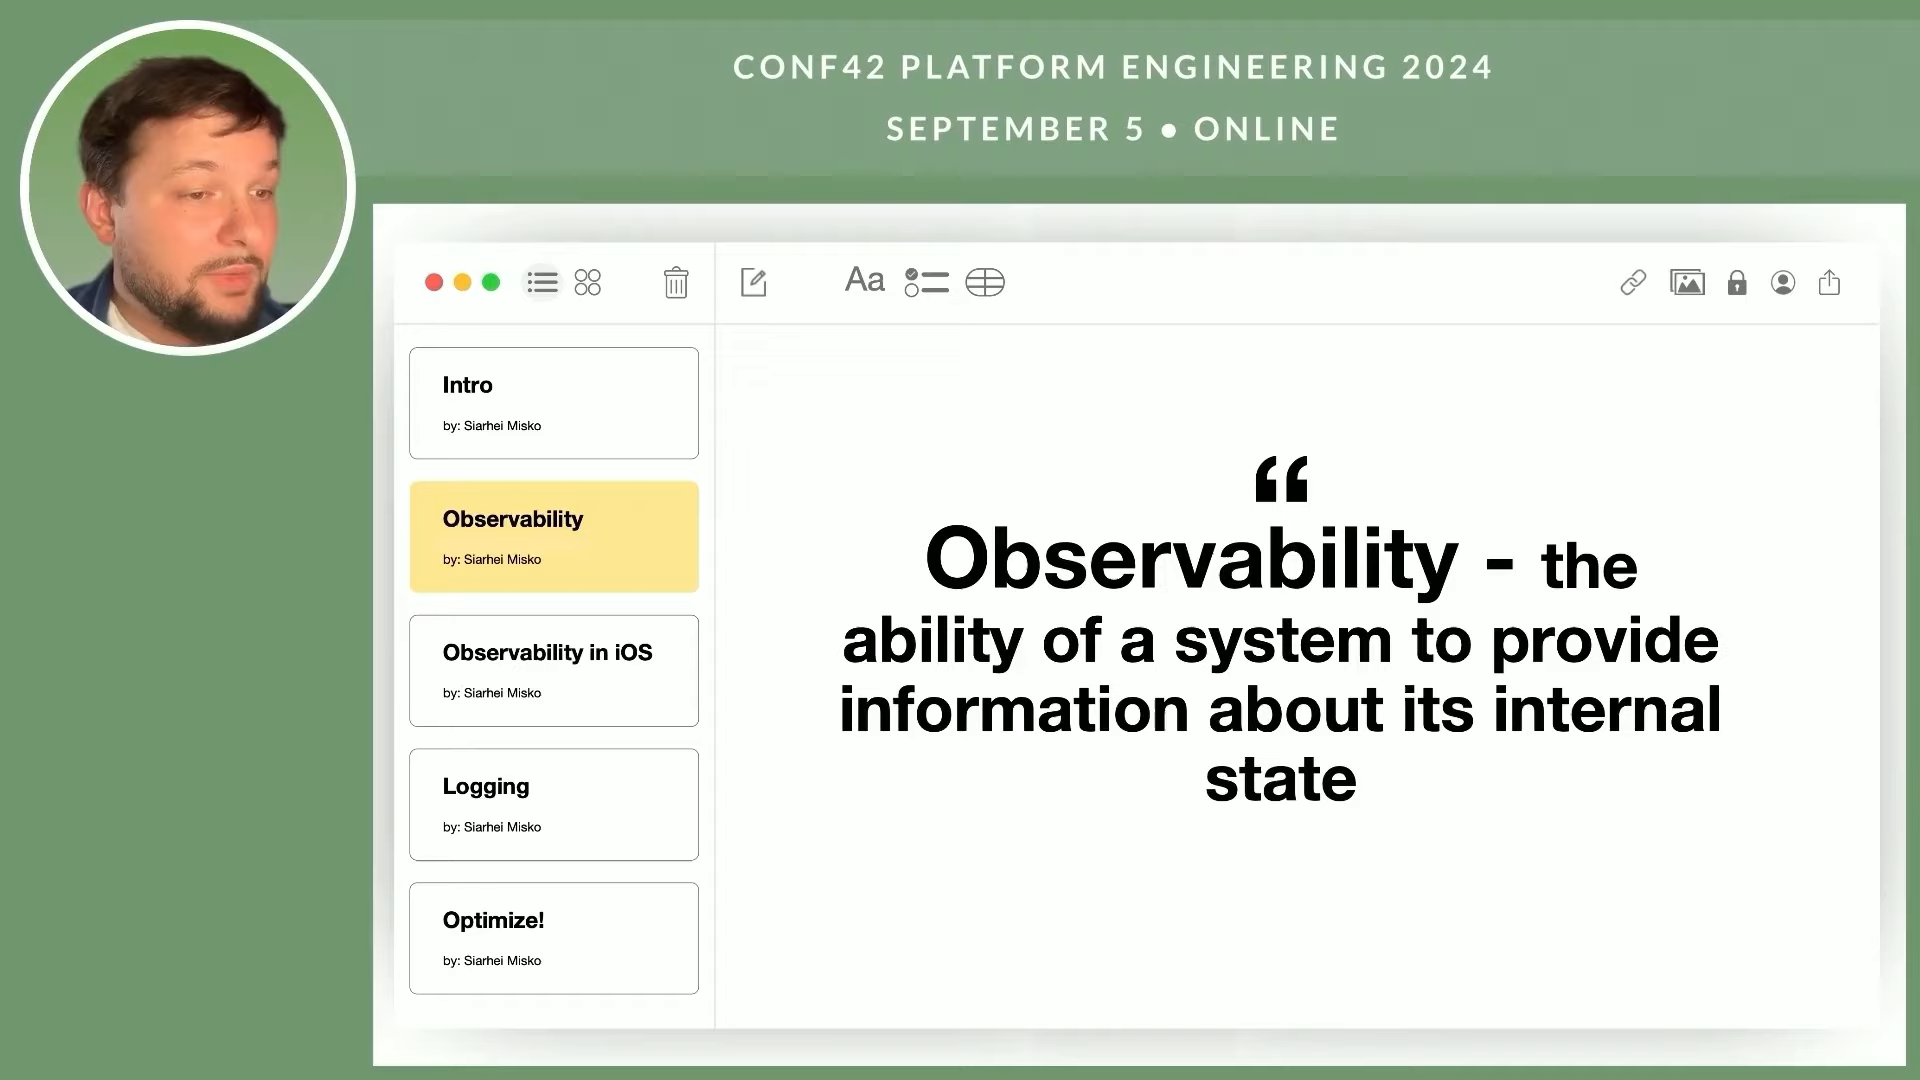 CONF42 PLATFORM ENGINEERING 2024
SEPTEMBER 5 • ONLINE
Aa
Intro
by: Siarhei Misko
Observability
by: Siarhei Misko
Observability in iOS
by: Siarhei Misko
Logging
by: Siarhei Misko
Optimize!
by: Siarhei Misko
“
Observability - the
ability of a system to provide
information about its internal
state